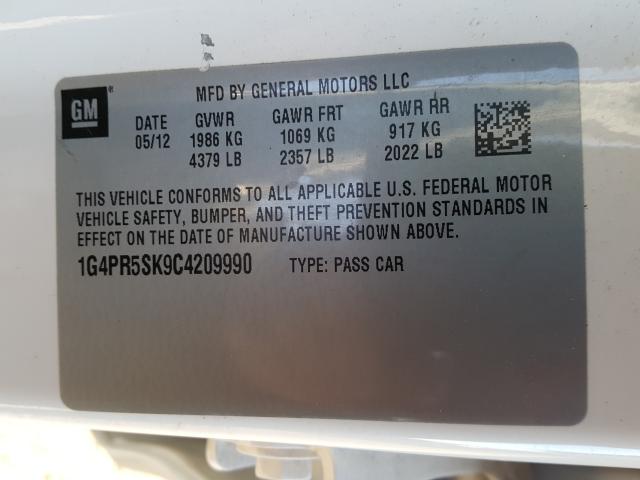 GM
MFD BY GENERAL MOTORS LLC
DATE GVWR GAWR FRT GAWR RR
05/12 1986 KG 1069 KG 917 KG
4379 LB 2357 LB 2022 LB
THIS VEHICLE CONFORMS TO ALL APPLICABLE U.S. FEDERAL MOTOR
VEHICLE SAFETY, BUMPER, AND THEFT PREVENTION STANDARDS IN
EFFECT ON THE DATE OF MANUFACTURE SHOWN ABOVE.
1G4PR5SK9C4209990 TYPE: PASS CAR